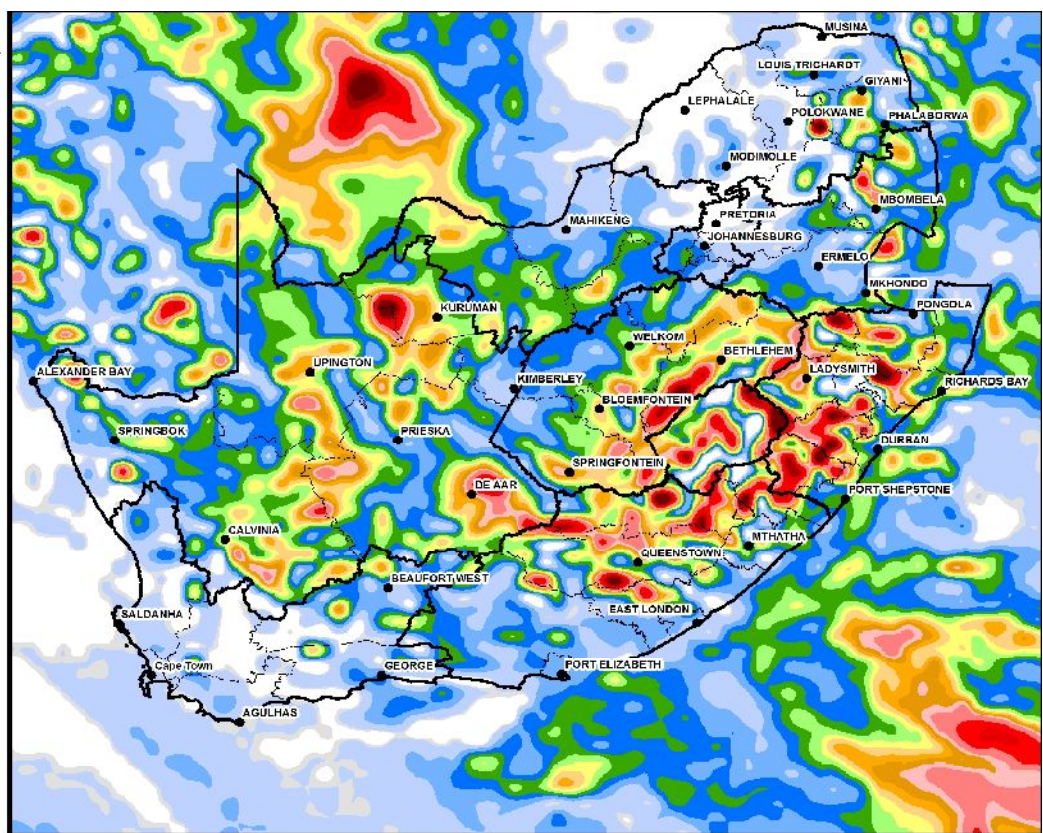 MUSINA
LOUIS TRICHARDT
GIYANI
LEPHALALE
POLOKWANE
PHALABORWA
MODIMOLLE
MBOMBELA
PRETORIA
MAHIKENG
JOHANNESBURG
ERMELO
MKHONDO
PONGOLA
KURUMAN
WELKOM
BETHLEHEM
UPINGTON
LADYSMITH
ALEXANDER BAY
KIMBERLEY
RICHARDS BAY
BLOEMFONTEIN
SPRINGBOK
PRIESKA
DURBAN
SPRINGFONTEIN
DE AAR
PORT SHEPSTONE
CALVINIA
MTHATHA
QUEENSTOWN
BEAUFORT WEST
EAST LONDON
SALDANHA
Cape Town
GEORGE
PORT ELIZABETH
AGULHAS